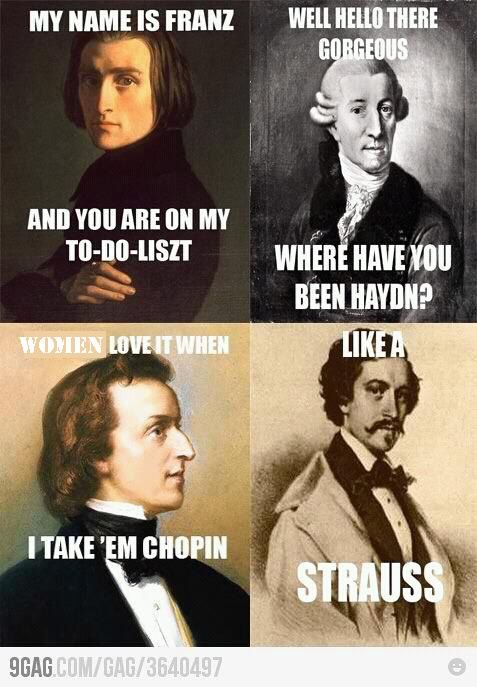 MY NAME IS FRANZ
AND YOU ARE ON MY
TO-DO-LISZT
WELL HELLO THERE
GORGEOUS
WHERE HAVE YOU
BEEN HAYDN?
WOMEN LOVE IT WHEN
I TAKE 'EM CHOPIN
LIKE A
STRAUSS
9GAG.COM/GAG/3640497